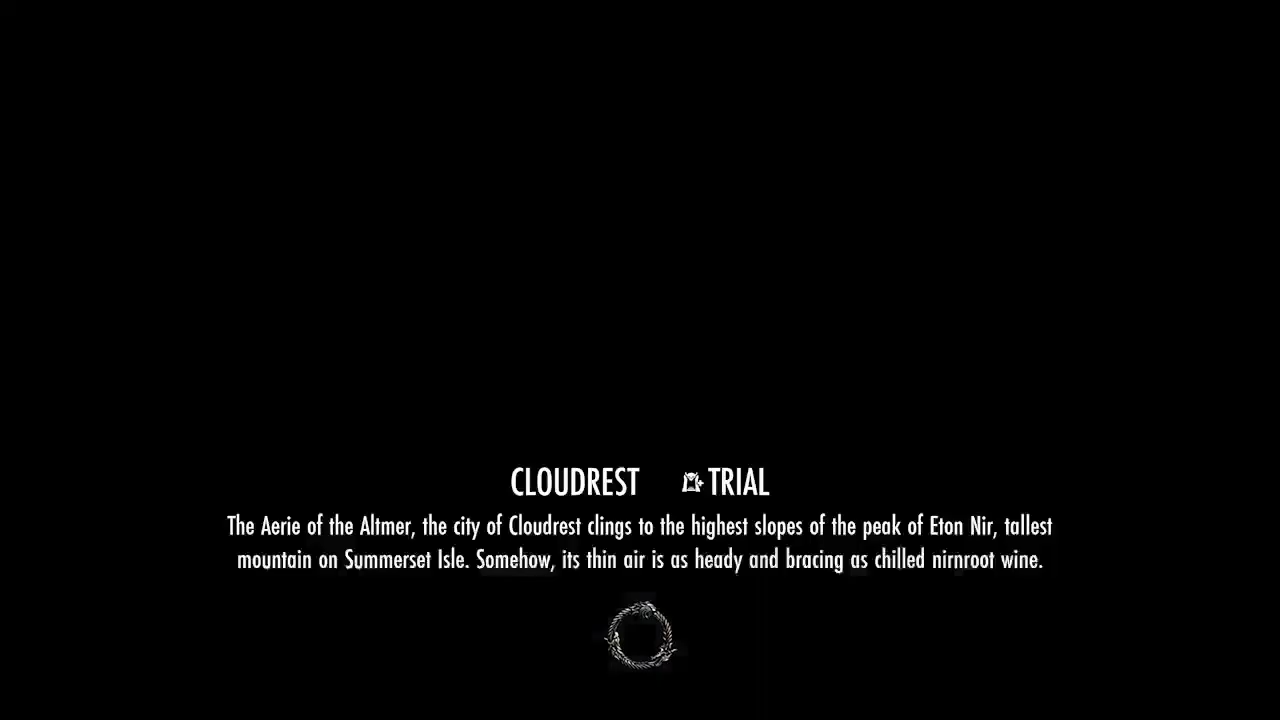 CLOUDREST TRIAL
The Aerie of the Altmer, the city of Cloudrest clings to the highest slopes of the peak of Eton Nir, tallest
mountain on Summerset Isle. Somehow, its thin air is as heady and bracing as chilled nirnroot wine.